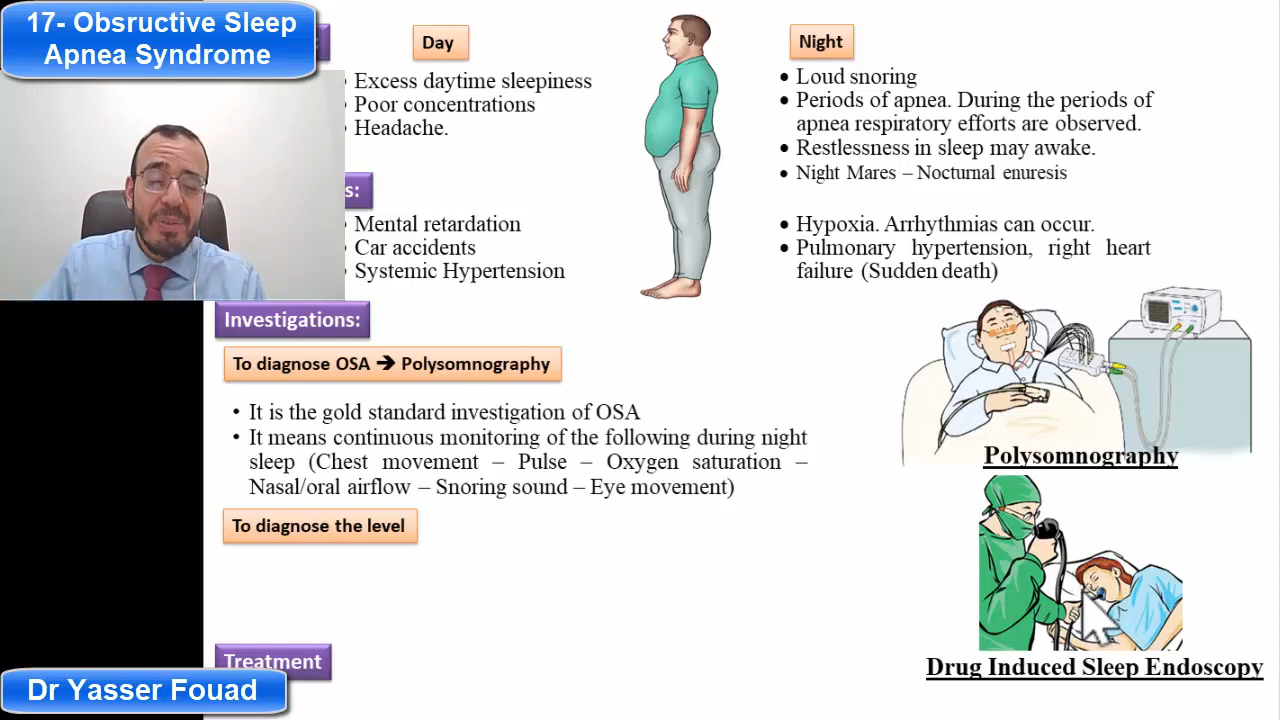 17- Obsructive Sleep
Apnea Syndrome
Day
Night
• Excess daytime sleepiness
• Poor concentrations
• Headache.
• Loud snoring
• Periods of apnea. During the periods of
apnea respiratory efforts are observed.
• Restlessness in sleep may awake.
• Night Mares – Nocturnal enuresis
s:
Mental retardation
Car accidents
Systemic Hypertension
• Hypoxia. Arrhythmias can occur.
• Pulmonary hypertension, right heart
failure (Sudden death)
Investigations:
To diagnose OSA ➔ Polysomnography
• It is the gold standard investigation of OSA
• It means continuous monitoring of the following during night
sleep (Chest movement – Pulse – Oxygen saturation –
Nasal/oral airflow – Snoring sound – Eye movement)
Polysomnography
To diagnose the level
Drug Induced Sleep Endoscopy
Treatment
Dr Yasser Fouad